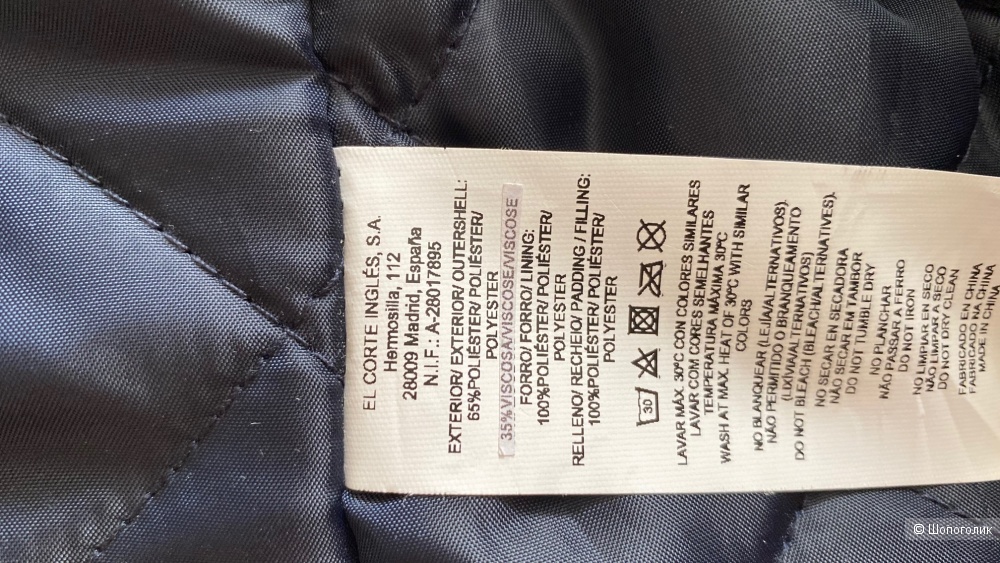 EL CORTE INGLÉS, S.A.
Hermosilla, 112
28009 Madrid, España
N.I.F.: A-28017895
EXTERIOR/ EXTERIOR/ OUTERSHELL:
65%POLIÉSTER/ POLIÉSTER/
POLYESTER
35%VISCOSA/VISCOSE/VISCOSE
FORRO/ FORRO/ LINING:
100%POLIÉSTER/ POLIÉSTER/
POLYESTER
RELLENO/ RECHEIO/ PADDING / FILLING:
100%POLIÉSTER/ POLIÉSTER/
POLYESTER
30
LAVAR MÁX. 30ºC CON COLORES SIMILARES
LAVAR COM CORES SEMELHANTES
TEMPERATURA MÁXIMA 30ºC
WASH AT MAX. HEAT OF 30ºC WITH SIMILAR
COLORS
NO BLANQUEAR (LEJÍA/ALTERNATIVOS).
NÃO PERMITIDO O BRANQUEAMENTO
(LIXÍVIA/ALTERNATIVOS)
DO NOT BLEACH (BLEACH/ALTERNATIVES).
NO SECAR EN SECADORA
NÃO SECAR EM TAMBOR
DO NOT TUMBLE DRY
NO PLANCHAR
NÃO PASSAR A FERRO
DO NOT IRON
NO LIMPIAR EN SECO
NÃO LIMPAR A SECO
DO NOT DRY CLEAN
FABRICADO EN CHINA
FABRICADO NA CHINA
MADE IN CHINA
© Шопоголик